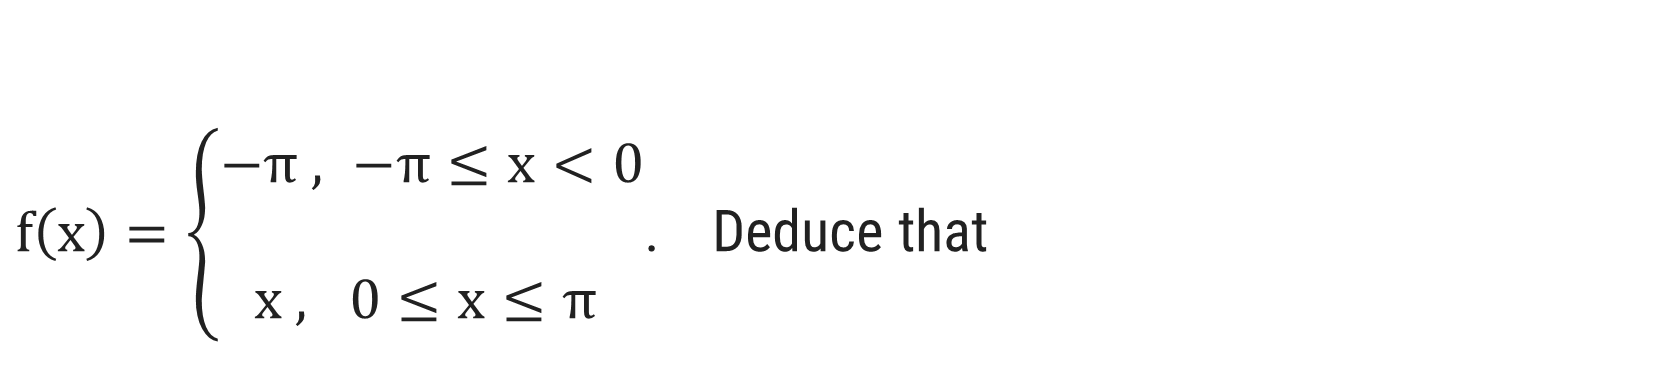 −π , −π ≤ x < 0
f(x) = { . Deduce that
x , 0 ≤ x ≤ π